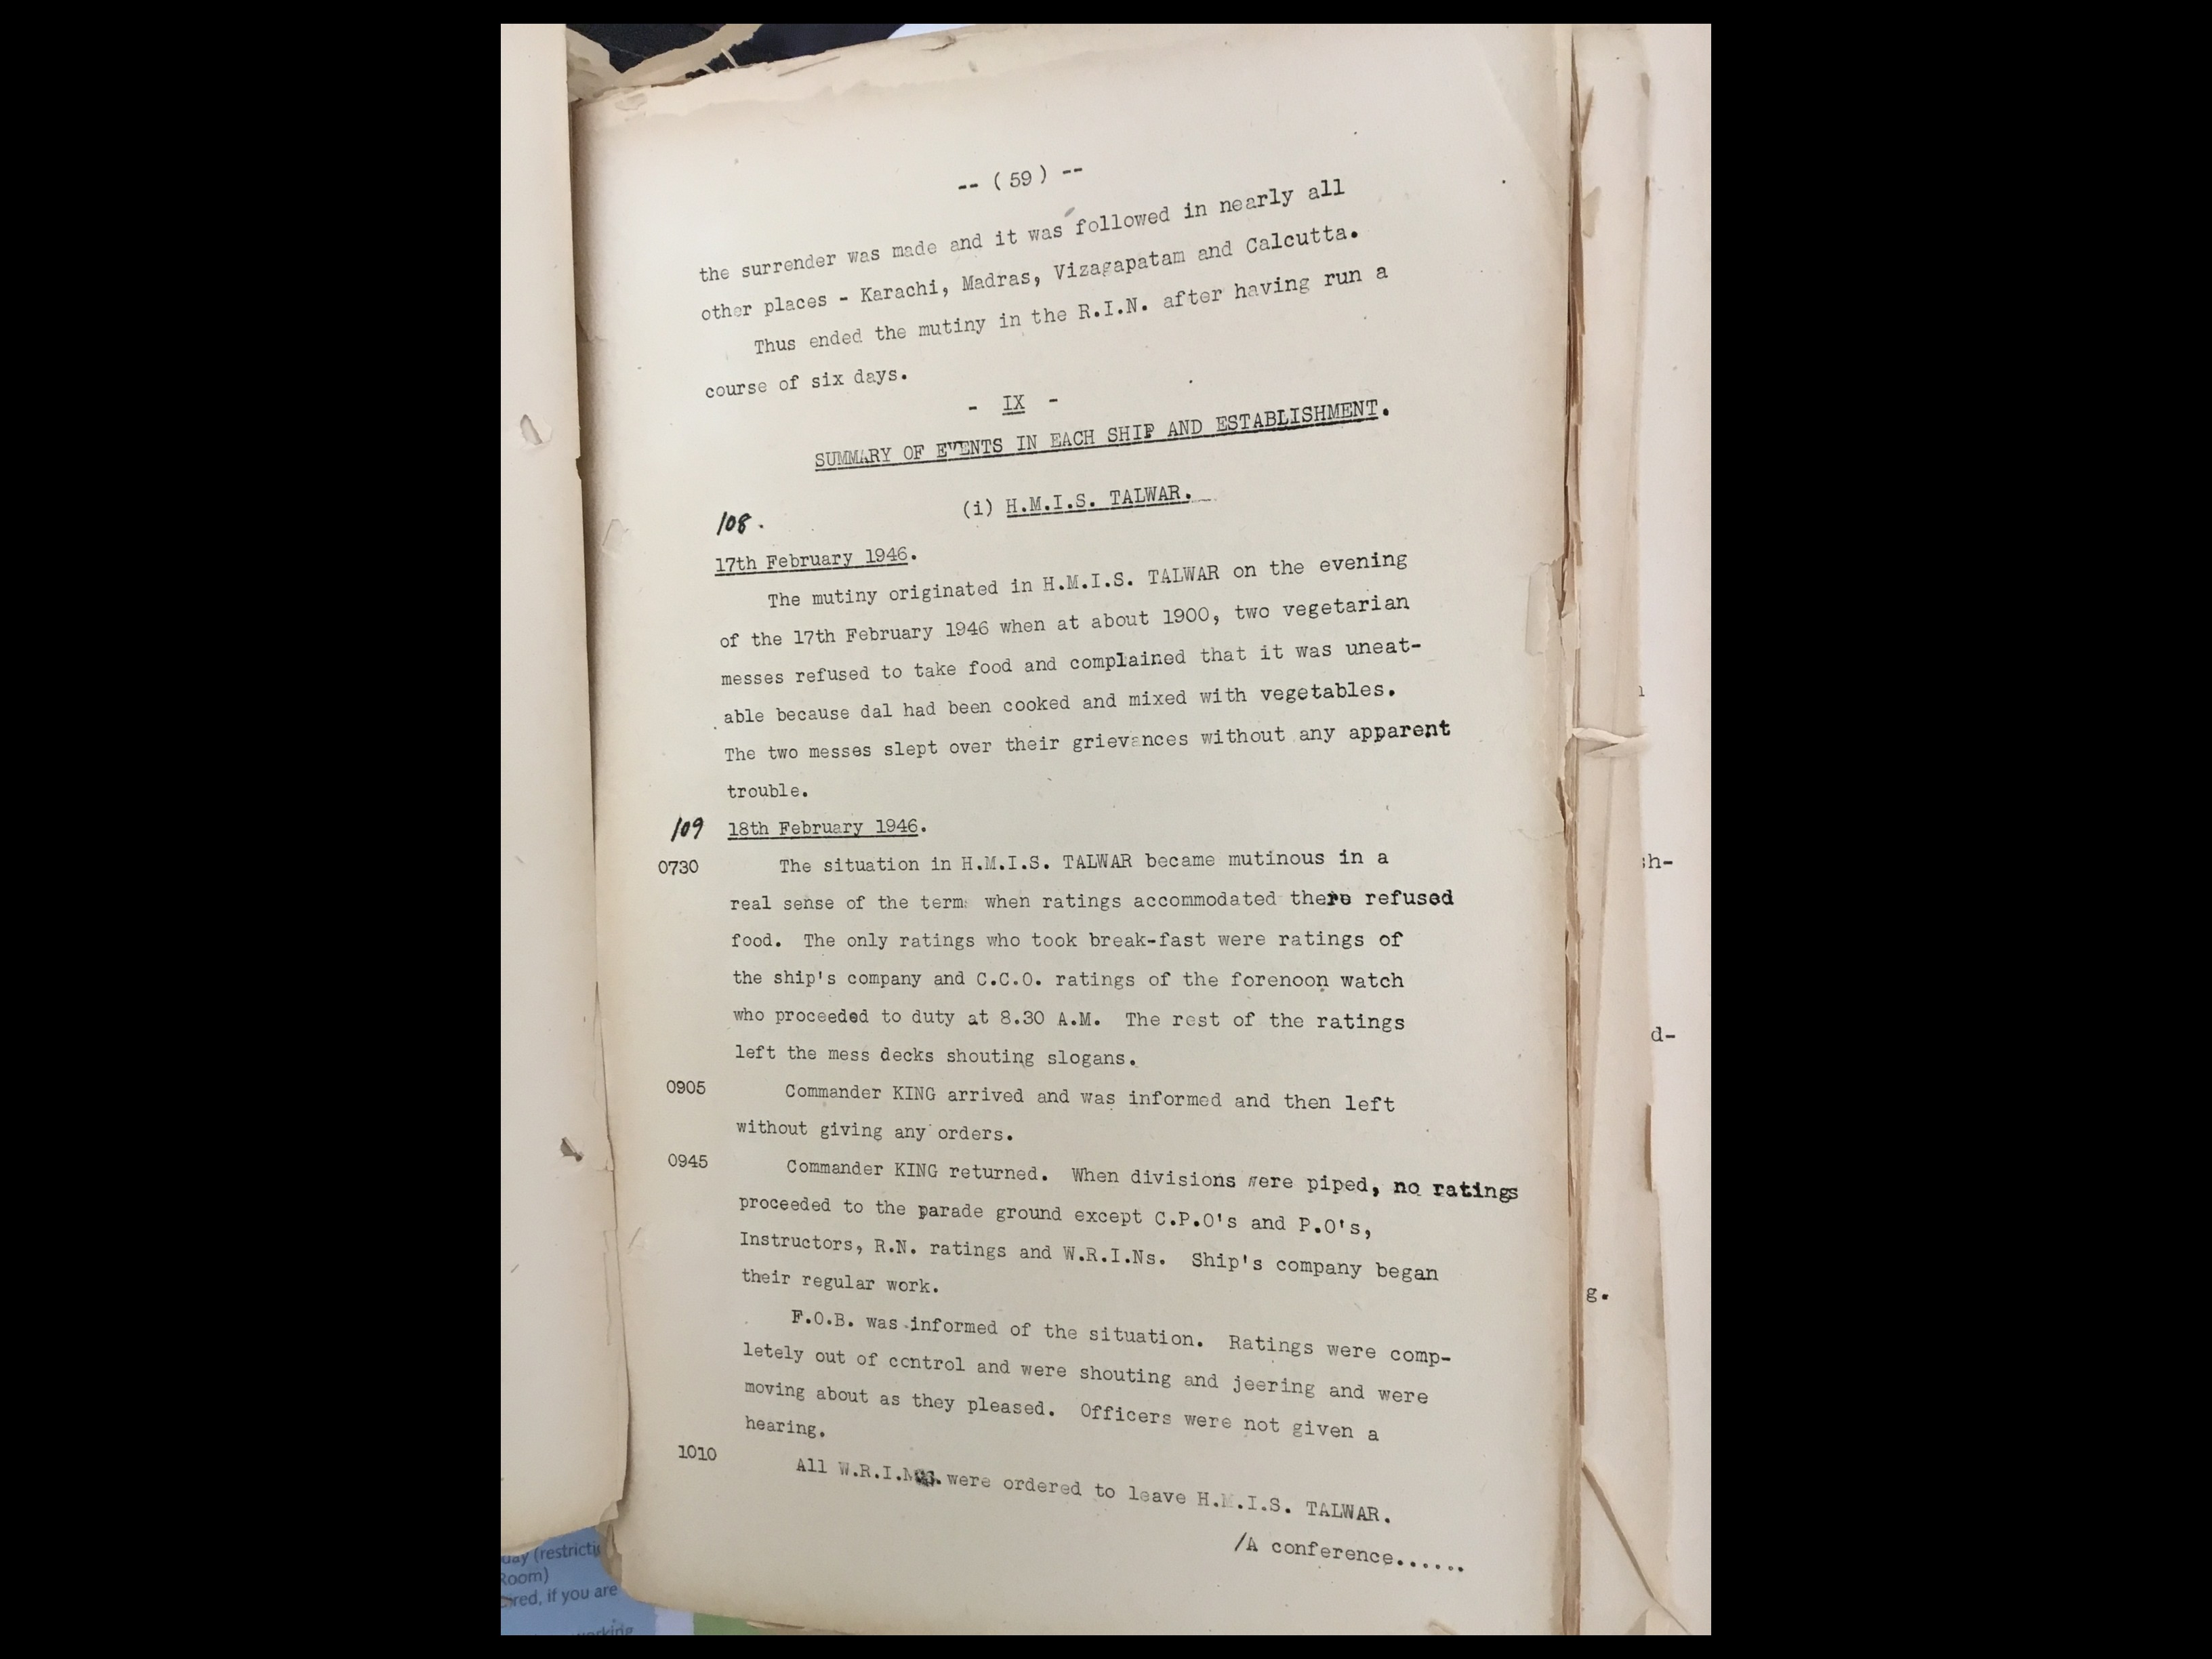 -- ( 59 ) --
the surrender was made and it was followed in nearly all
other places - Karachi, Madras, Vizagapatam and Calcutta.
Thus ended the mutiny in the R.I.N. after having run a
course of six days.
- IX -
SUMMARY OF EVENTS IN EACH SHIP AND ESTABLISHMENT.
(i) H.M.I.S. TALWAR.
108.
17th February 1946.
The mutiny originated in H.M.I.S. TALWAR on the evening
of the 17th February 1946 when at about 1900, two vegetarian
messes refused to take food and complained that it was uneat-
able because dal had been cooked and mixed with vegetables.
The two messes slept over their grievances without any apparent
trouble.
109 18th February 1946.
0730 The situation in H.M.I.S. TALWAR became mutinous in a
real sense of the term when ratings accommodated there refused
food. The only ratings who took break-fast were ratings of
the ship's company and C.C.O. ratings of the forenoon watch
who proceeded to duty at 8.30 A.M. The rest of the ratings
left the mess decks shouting slogans.
0905 Commander KING arrived and was informed and then left
without giving any orders.
0945 Commander KING returned. When divisions were piped, no ratings
proceeded to the parade ground except C.P.O's and P.O's,
Instructors, R.N. ratings and W.R.I.Ns. Ship's company began
their regular work.
F.O.B. was informed of the situation. Ratings were comp-
letely out of control and were shouting and jeering and were
moving about as they pleased. Officers were not given a
hearing.
1010 All were ordered to leave H.M.I.S. TALWAR.
/A conference......
h-
d-
g.
(restricti
Room)
if you are
working